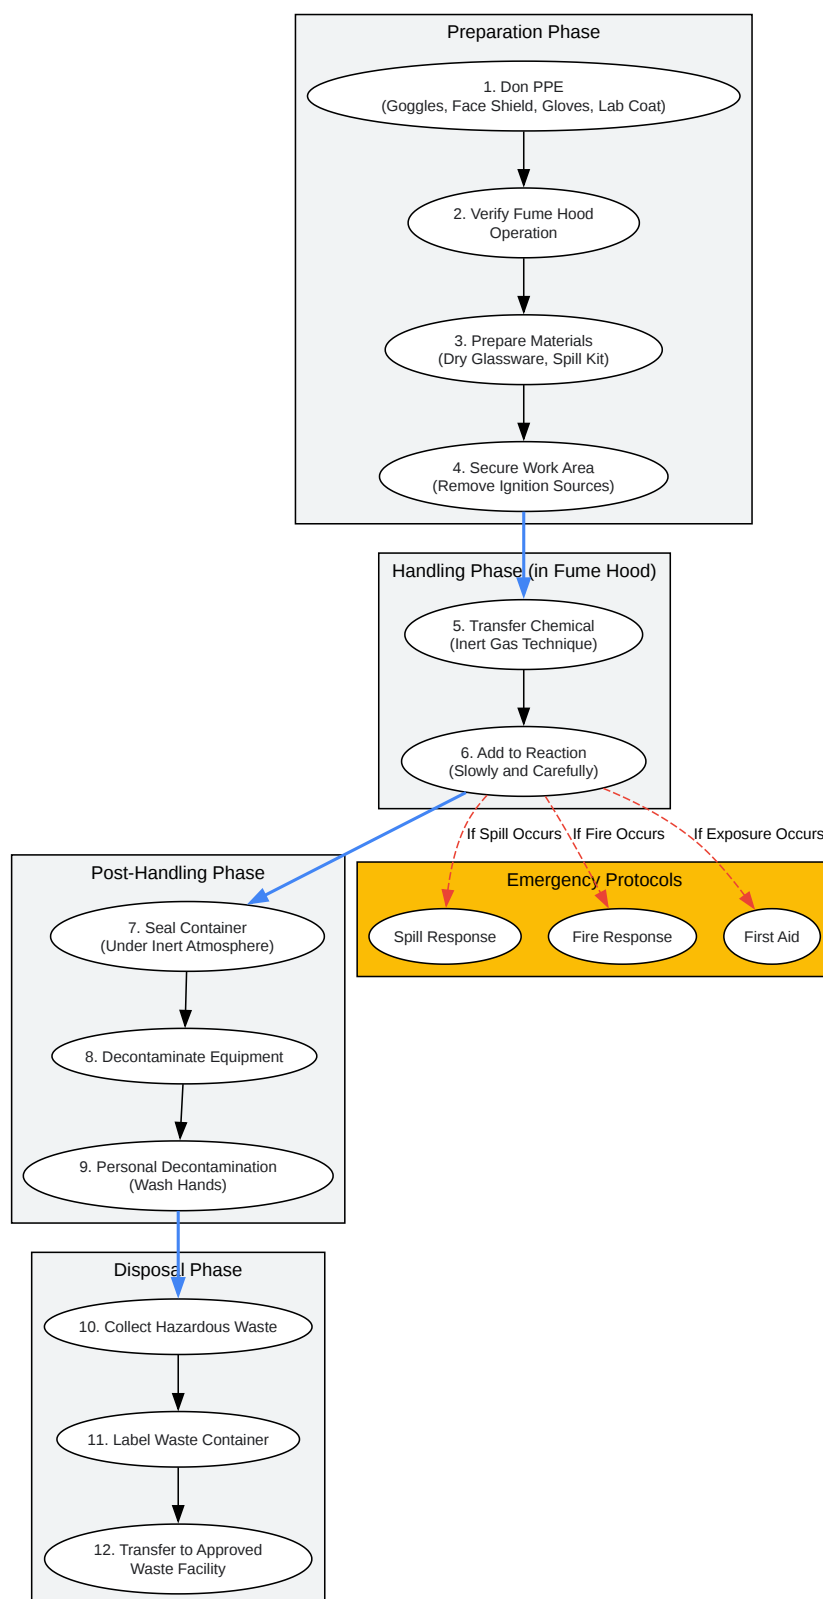 Preparation Phase
1. Don PPE
(Goggles, Face Shield, Gloves, Lab Coat)
2. Verify Fume Hood
Operation
3. Prepare Materials
(Dry Glassware, Spill Kit)
4. Secure Work Area
(Remove Ignition Sources)
Handling Phase (in Fume Hood)
5. Transfer Chemical
(Inert Gas Technique)
6. Add to Reaction
(Slowly and Carefully)
If Spill Occurs
If Fire Occurs
If Exposure Occurs
Emergency Protocols
Spill Response
Fire Response
First Aid
Post-Handling Phase
7. Seal Container
(Under Inert Atmosphere)
8. Decontaminate Equipment
9. Personal Decontamination
(Wash Hands)
Disposal Phase
10. Collect Hazardous Waste
11. Label Waste Container
12. Transfer to Approved
Waste Facility